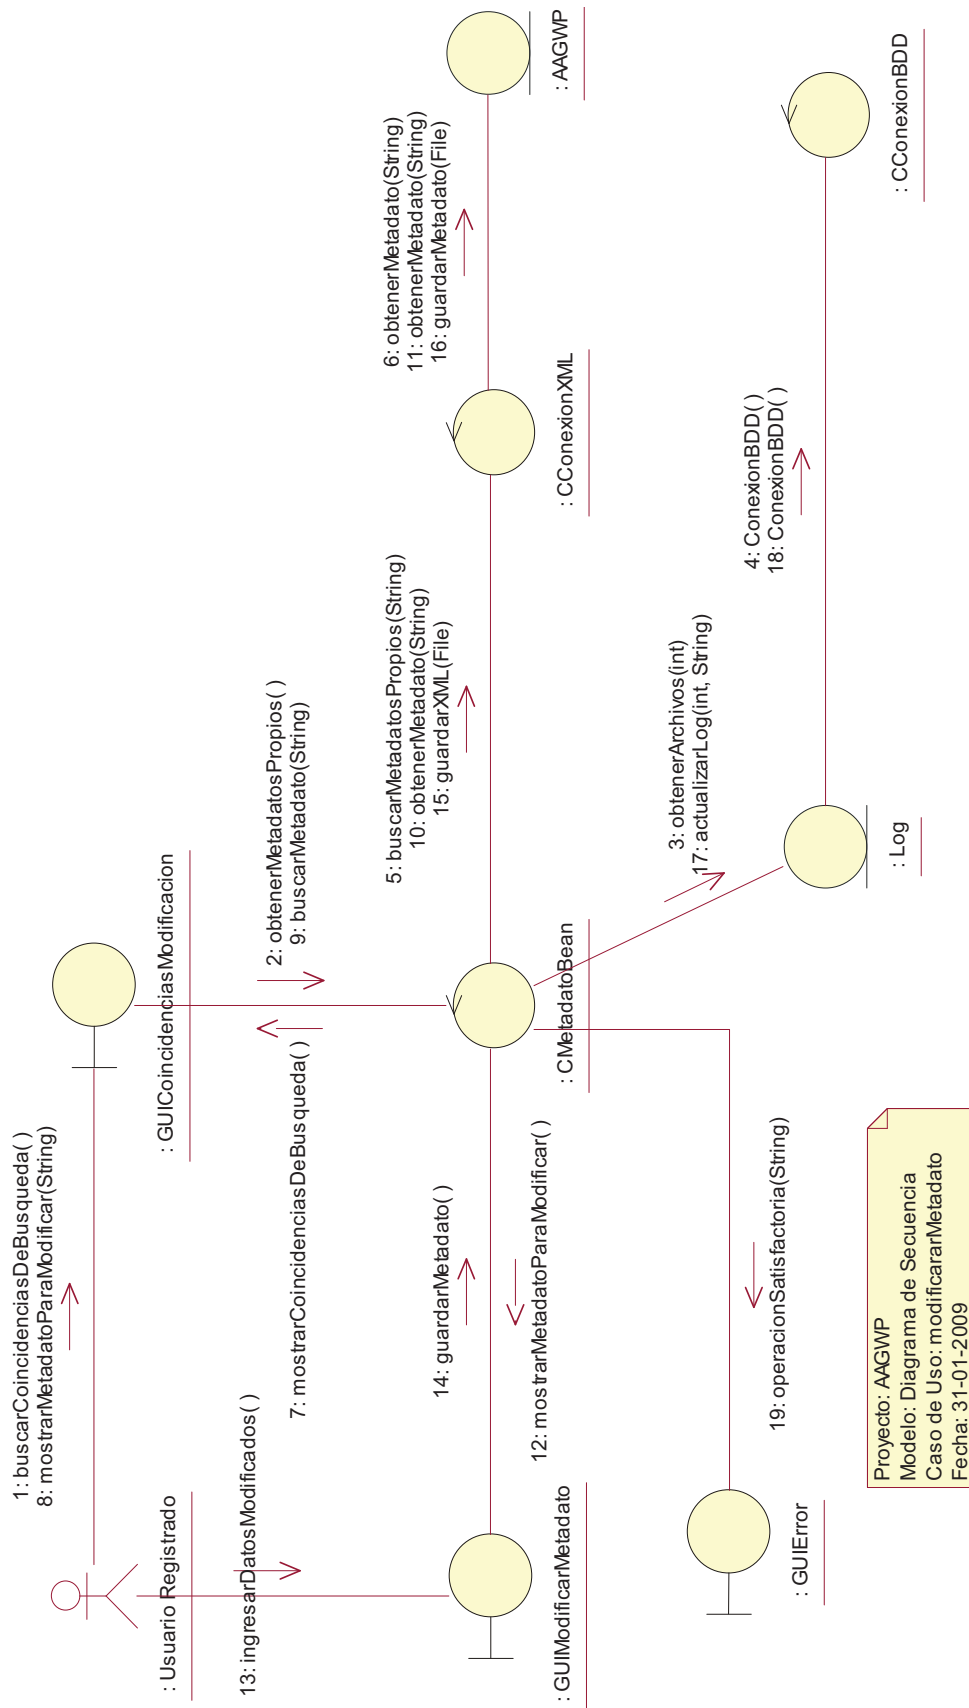 1: buscarCoincidenciasDeBusqueda( )
8: mostrarMetadatoParaModificar(String)
: Usuario Registrado
: GUICoincidenciasModificacion
13: ingresarDatosModificados( )
7: mostrarCoincidenciasDeBusqueda( )
2: obtenerMetadatosPropios( )
9: buscarMetadato(String)
14: guardarMetadato( )
12: mostrarMetadatoParaModificar( )
5: buscarMetadatosPropios(String)
10: obtenerMetadato(String)
15: guardarXML(File)
6: obtenerMetadato(String)
11: obtenerMetadato(String)
16: guardarMetadato(File)
: GUIModificarMetadato
: CMetadatoBean
: CConexionXML
: AAGWP
3: obtenerArchivos(int)
17: actualizarLog(int, String)
4: ConexionBDD( )
18: ConexionBDD( )
19: operacionSatisfactoria(String)
: GUIError
: Log
: CConexionBDD
Proyecto: AAGWP
Modelo: Diagrama de Secuencia
Caso de Uso: modificararMetadato
Fecha: 31-01-2009